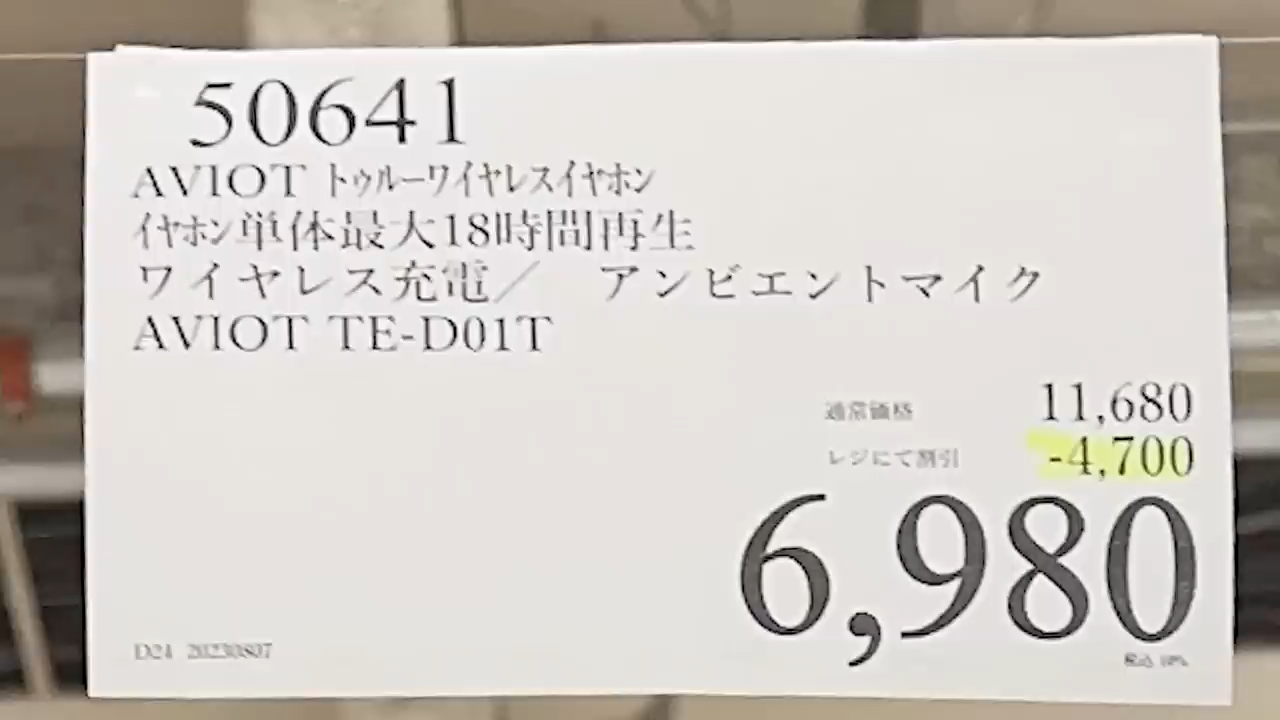 50641
AVIOT トゥルーワイヤレスイヤホン
イヤホン単体最大18時間再生
ワイヤレス充電／　アンビエントマイク
AVIOT TE-D01T
通常価格 11,680
レジにて割引 -4,700
6,980
D24 20230807